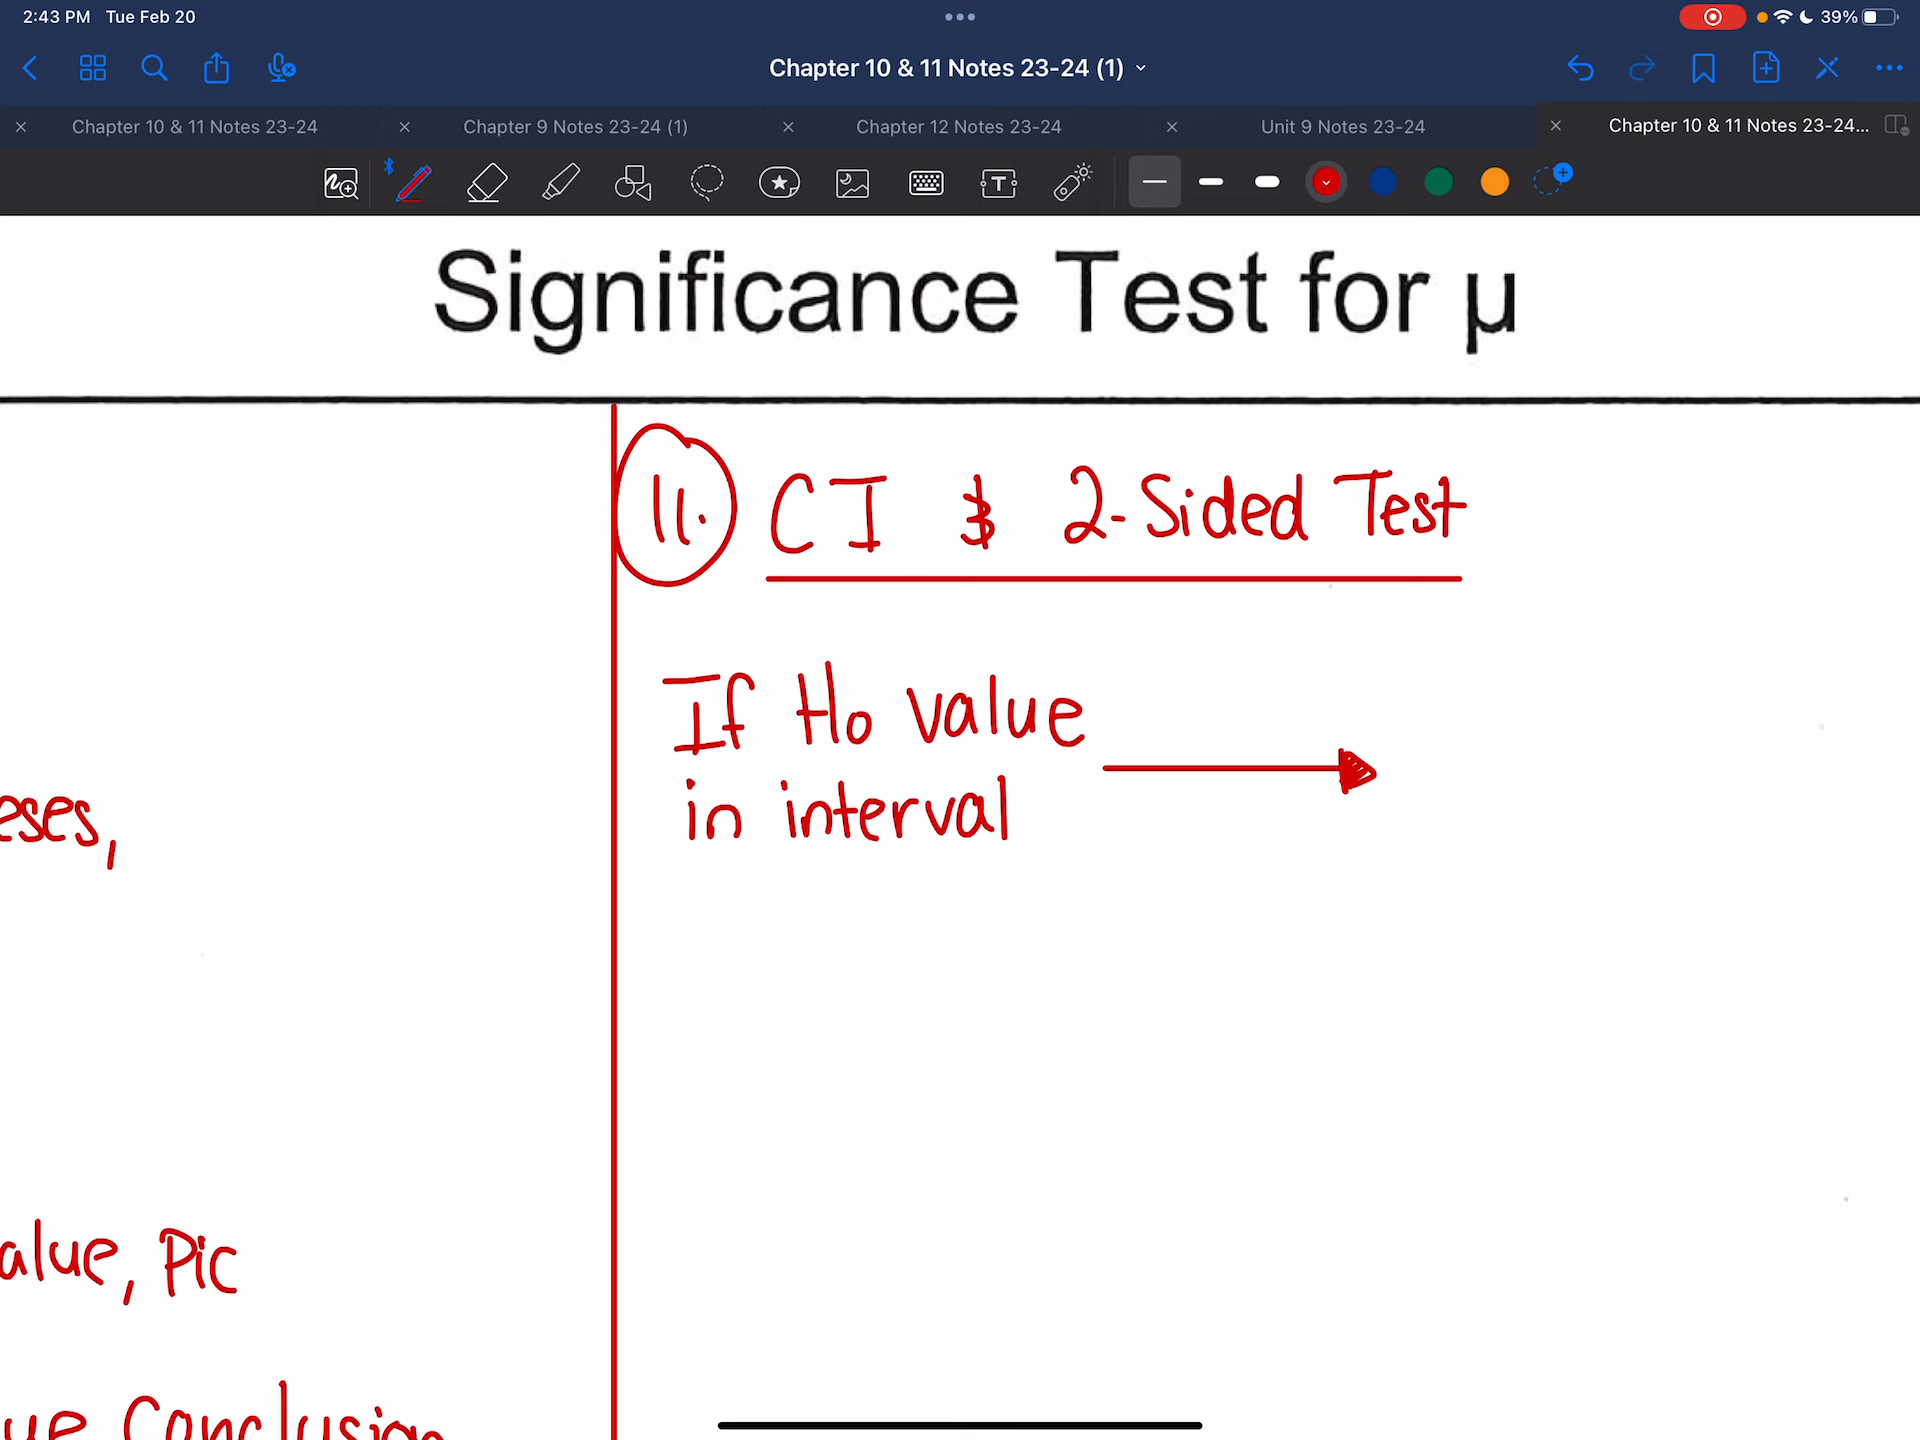 2:43 PM Tue Feb 20
39%
Chapter 10 & 11 Notes 23-24 (1)
Chapter 10 & 11 Notes 23-24
Chapter 9 Notes 23-24 (1)
Chapter 12 Notes 23-24
Unit 9 Notes 23-24
Chapter 10 & 11 Notes 23-24...
Significance Test for μ
11. CI & 2-Sided Test
If Ho value
in interval
eses,
alue, Pic
ue Conclusion